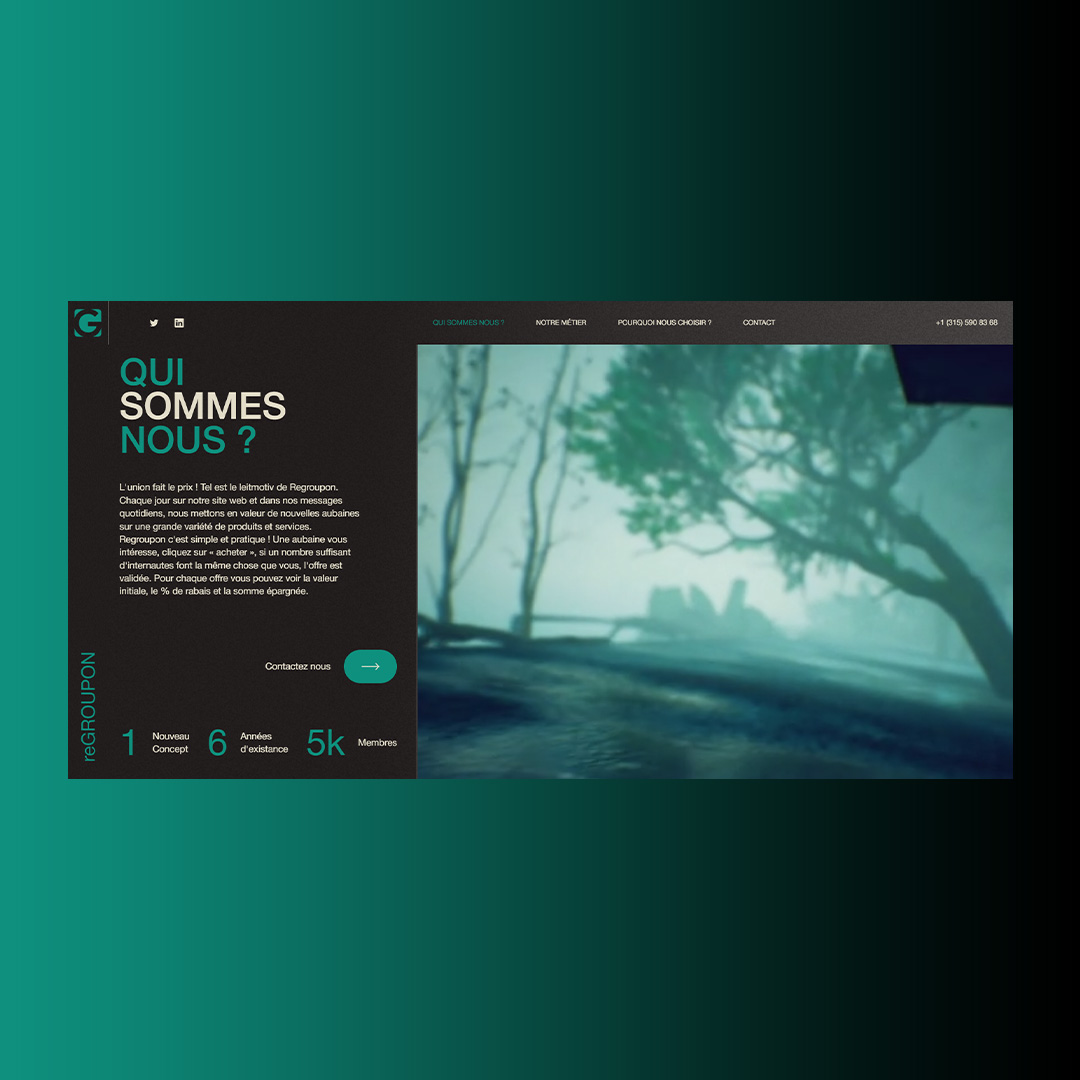 G
QUI SOMMES NOUS ?
NOTRE MÉTIER
POURQUOI NOUS CHOISIR ?
CONTACT
+1 (315) 590 83 68
QUI
SOMMES
NOUS ?
L'union fait le prix ! Tel est le leitmotiv de Regroupon.
Chaque jour sur notre site web et dans nos messages
quotidiens, nous mettons en valeur de nouvelles aubaines
sur une grande variété de produits et services.
Regroupon c'est simple et pratique ! Une aubaine vous
intéresse, cliquez sur « acheter », si un nombre suffisant
d'internautes font la même chose que vous, l'offre est
validée. Pour chaque offre vous pouvez voir la valeur
initiale, le % de rabais et la somme épargnée.
Contactez nous
reGROUPON
1 Nouveau
Concept
6 Années
d'existance
5k Membres